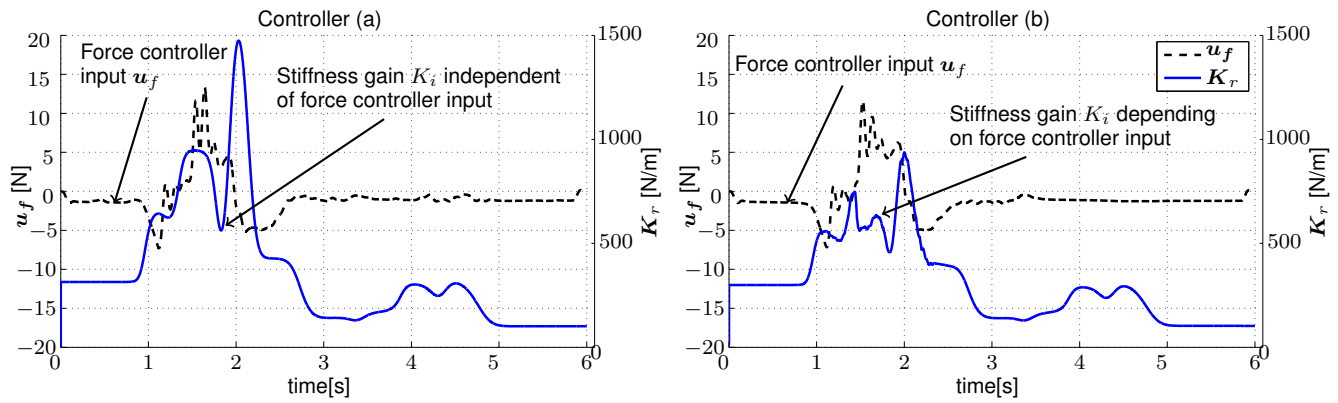 Controller (a)
Force controller
input u_f
Stiffness gain K_i independent
of force controller input
20
15
10
5
0
−5
−10
−15
−20
u_f [N]
1500
1000
500
0
K_r [N/m]
0 1 2 3 4 5 6
time[s]
Controller (b)
Force controller input u_f
Stiffness gain K_i depending
on force controller input
u_f
K_r
20
15
10
5
0
−5
−10
−15
−20
u_f [N]
1500
1000
500
0
K_r [N/m]
0 1 2 3 4 5 6
time[s]